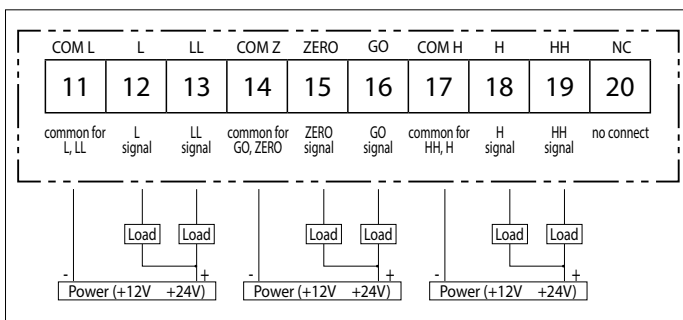 COM L L LL COM Z ZERO GO COM H H HH NC
11 12 13 14 15 16 17 18 19 20
common for L, LL
L signal
LL signal
common for GO, ZERO
ZERO signal
GO signal
common for HH, H
H signal
HH signal
no connect
Load Load Load Load Load Load
- + - + - +
Power (+12V +24V) Power (+12V +24V) Power (+12V +24V)